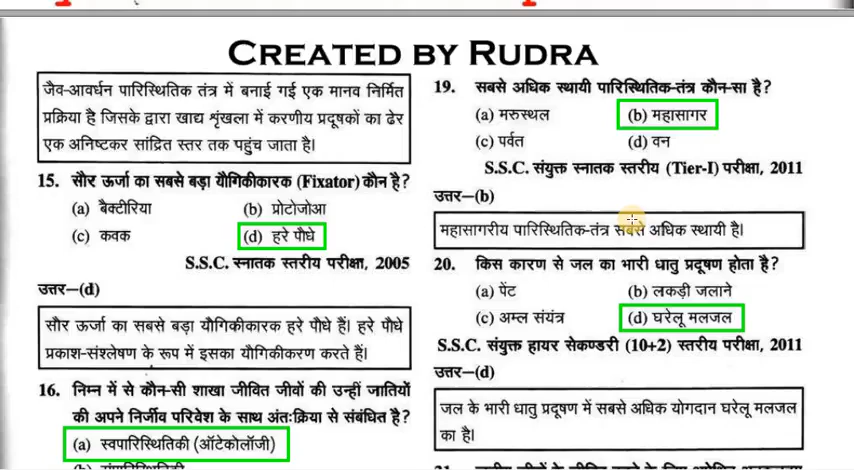 CREATED BY RUDRA
जैव-आवर्धन पारिस्थितिक तंत्र में बनाई गई एक मानव निर्मित
प्रक्रिया है जिसके द्वारा खाद्य शृंखला में करणीय प्रदूषकों का ढेर
एक अनिष्टकर सांद्रित स्तर तक पहुंच जाता है।
15. सौर ऊर्जा का सबसे बड़ा यौगिकीकारक (Fixator) कौन है?
(a) बैक्टीरिया (b) प्रोटोजोआ
(c) कवक (d) हरे पौधे
S.S.C. स्नातक स्तरीय परीक्षा, 2005
उत्तर—(d)
सौर ऊर्जा का सबसे बड़ा यौगिकीकारक हरे पौधे हैं। हरे पौधे
प्रकाश-संश्लेषण के रूप में इसका यौगिकीकरण करते हैं।
16. निम्न में से कौन-सी शाखा जीवित जीवों की उन्हीं जातियों
की अपने निर्जीव परिवेश के साथ अंतःक्रिया से संबंधित है?
(a) स्वपारिस्थितिकी (ऑटेकोलॉजी)
19. सबसे अधिक स्थायी पारिस्थितिक-तंत्र कौन-सा है?
(a) मरुस्थल (b) महासागर
(c) पर्वत (d) वन
S.S.C. संयुक्त स्नातक स्तरीय (Tier-I) परीक्षा, 2011
उत्तर—(b)
महासागरीय पारिस्थितिक-तंत्र सबसे अधिक स्थायी है।
20. किस कारण से जल का भारी धातु प्रदूषण होता है?
(a) पेंट (b) लकड़ी जलाने
(c) अम्ल संयंत्र (d) घरेलू मलजल
S.S.C. संयुक्त हायर सेकण्डरी (10+2) स्तरीय परीक्षा, 2011
उत्तर—(d)
जल के भारी धातु प्रदूषण में सबसे अधिक योगदान घरेलू मलजल
का है।